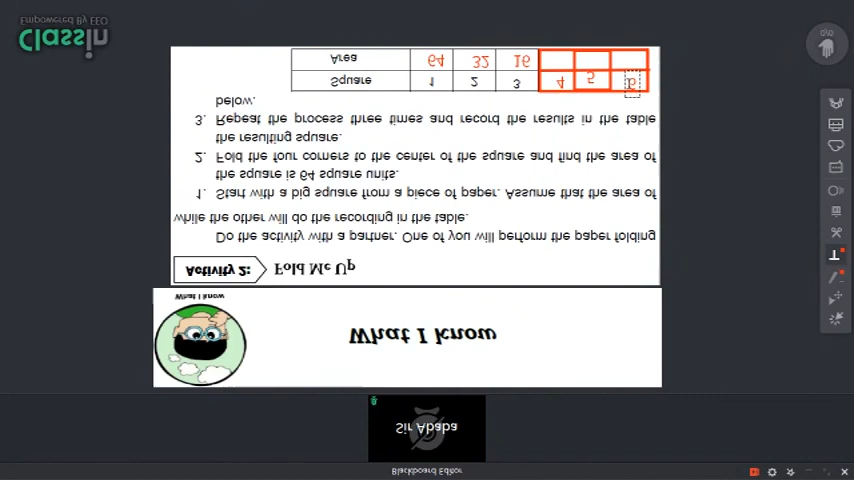 Blackboard Editor
Sir Ababa
What I know
What I know
Activity 2:
Fold Me Up
Do the activity with a partner. One of you will perform the paper folding
while the other will do the recording in the table.
1. Start with a big square from a piece of paper. Assume that the area of
the square is 64 square units.
2. Fold the four corners to the center of the square and find the area of
the resulting square.
3. Repeat the process three times and record the results in the table
below.
Square 1 2 3 4 5 6
Area 64 32 16
ClassIn
Empowered By EEO
0/0